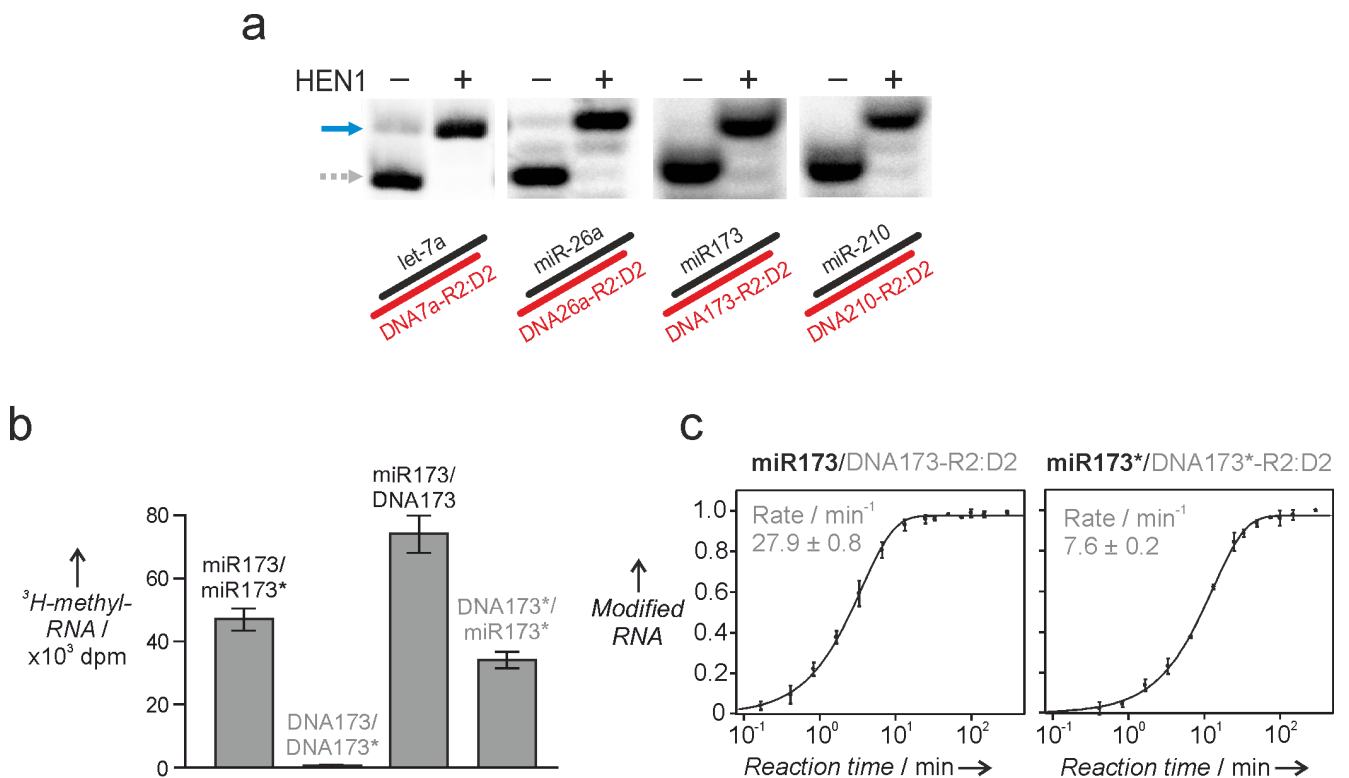 a
HEN1 – + – + – + – +
let-7a
DNA7a-R2:D2
miR-26a
DNA26a-R2:D2
miR173
DNA173-R2:D2
miR-210
DNA210-R2:D2
b
80
60
40
20
0
³H-methyl-
RNA /
x10³ dpm
miR173/
miR173*
DNA173/
DNA173*
miR173/
DNA173
DNA173*/
miR173*
c
miR173/DNA173-R2:D2
miR173*/DNA173*-R2:D2
Modified
RNA
1.0
0.8
0.6
0.4
0.2
0
Rate / min⁻¹
27.9 ± 0.8
Rate / min⁻¹
7.6 ± 0.2
10⁻¹ 10⁰ 10¹ 10²
10⁻¹ 10⁰ 10¹ 10²
Reaction time / min
Reaction time / min